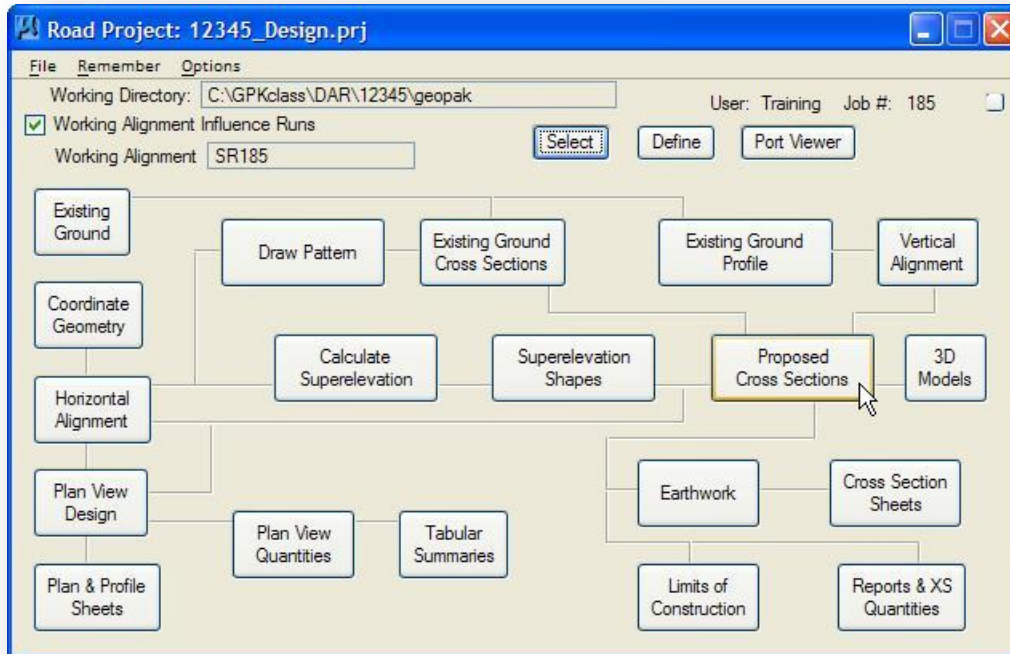 Road Project: 12345_Design.prj
File Remember Options
Working Directory: C:\GPKclass\DAR\12345\geopak
User: Training Job #: 185
Working Alignment Influence Runs
Working Alignment SR185
Select Define Port Viewer
Existing
Ground
Draw Pattern
Existing Ground
Cross Sections
Existing Ground
Profile
Vertical
Alignment
Coordinate
Geometry
Calculate
Superelevation
Superelevation
Shapes
Proposed
Cross Sections
3D
Models
Horizontal
Alignment
Plan View
Design
Earthwork
Cross Section
Sheets
Plan View
Quantities
Tabular
Summaries
Plan & Profile
Sheets
Limits of
Construction
Reports & XS
Quantities